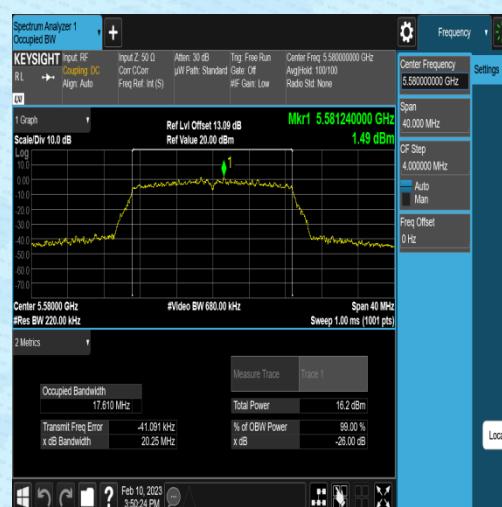 Spectrum Analyzer 1
Occupied BW
+
Frequency
KEYSIGHT
R L
Input: RF
Coupling: DC
Align: Auto
Input Z: 50 Ω
Corr CCorr
Freq Ref: Int (S)
Atten: 30 dB
µW Path: Standard
Trig: Free Run
Gate: Off
#IF Gain: Low
Center Freq: 5.580000000 GHz
Avg|Hold: 100/100
Radio Std: None
LXI
1 Graph
Scale/Div 10.0 dB
Ref Lvl Offset 13.09 dB
Ref Value 20.00 dBm
Mkr1 5.581240000 GHz
1.49 dBm
Log
10.0
0.00
-10.0
-20.0
-30.0
-40.0
-50.0
-60.0
-70.0
1
Center 5.58000 GHz
#Res BW 220.00 kHz
#Video BW 680.00 kHz
Span 40 MHz
Sweep 1.00 ms (1001 pts)
2 Metrics
Measure Trace
Trace 1
Occupied Bandwidth
17.610 MHz
Total Power
16.2 dBm
Transmit Freq Error
-41.091 kHz
% of OBW Power
99.00 %
x dB Bandwidth
20.25 MHz
x dB
-26.00 dB
Feb 10, 2023
3:50:24 PM
?
Center Frequency
5.580000000 GHz
Settings
Span
40.000 MHz
CF Step
4.000000 MHz
Auto
Man
Freq Offset
0 Hz
Loca